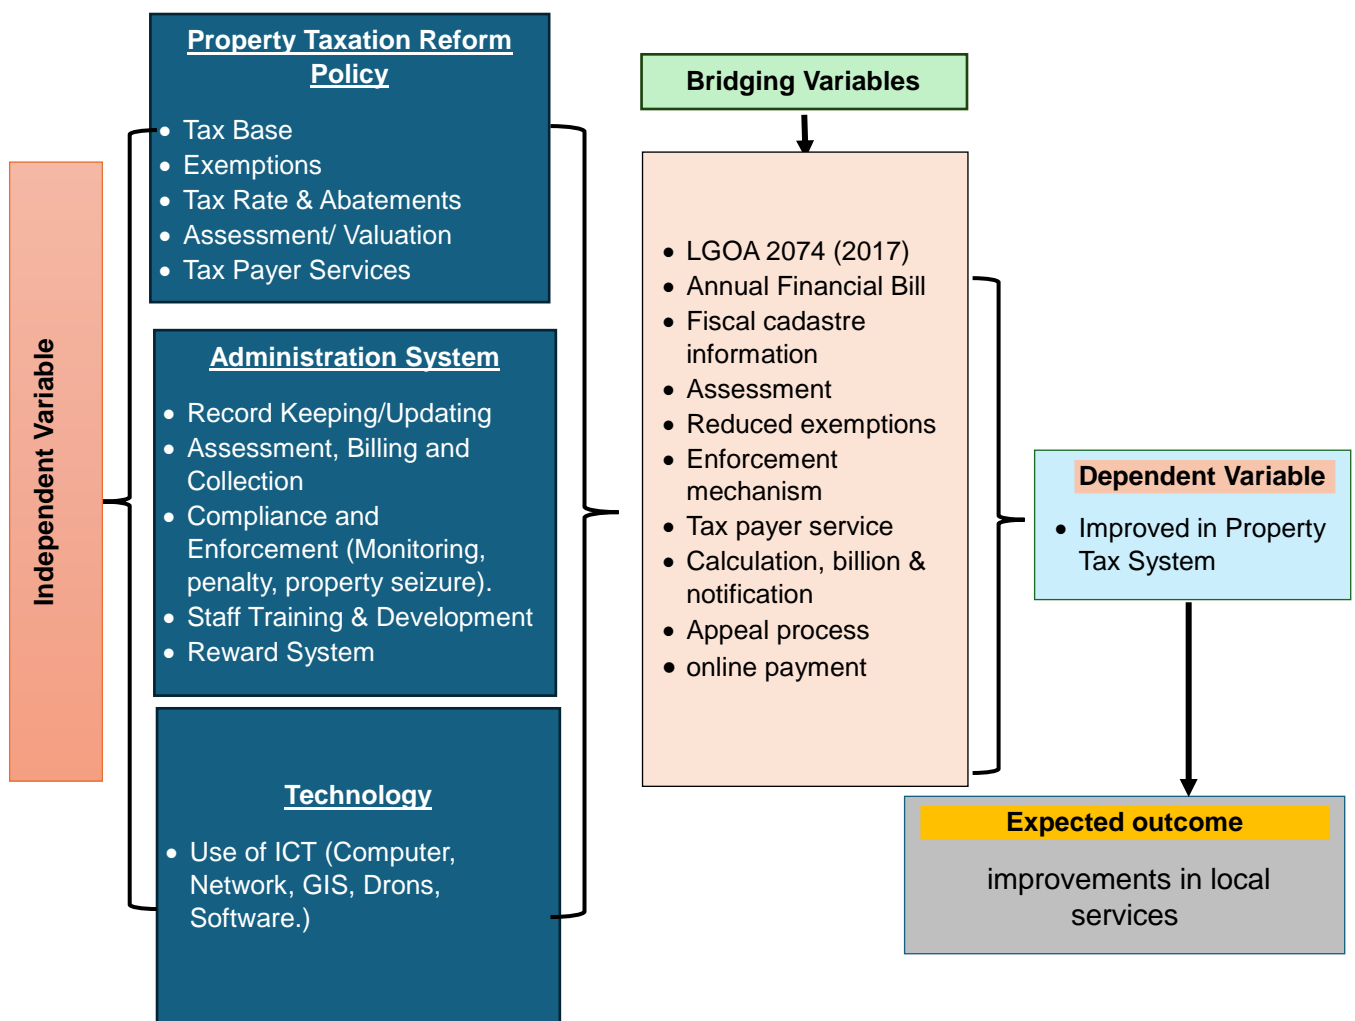 Independent Variable
Property Taxation Reform
Policy
• Tax Base
• Exemptions
• Tax Rate & Abatements
• Assessment/ Valuation
• Tax Payer Services
Administration System
• Record Keeping/Updating
• Assessment, Billing and
Collection
• Compliance and
Enforcement (Monitoring,
penalty, property seizure).
• Staff Training & Development
• Reward System
Technology
• Use of ICT (Computer,
Network, GIS, Drons,
Software.)
Bridging Variables
• LGOA 2074 (2017)
• Annual Financial Bill
• Fiscal cadastre
information
• Assessment
• Reduced exemptions
• Enforcement
mechanism
• Tax payer service
• Calculation, billion &
notification
• Appeal process
• online payment
Dependent Variable
• Improved in Property
Tax System
Expected outcome
improvements in local
services